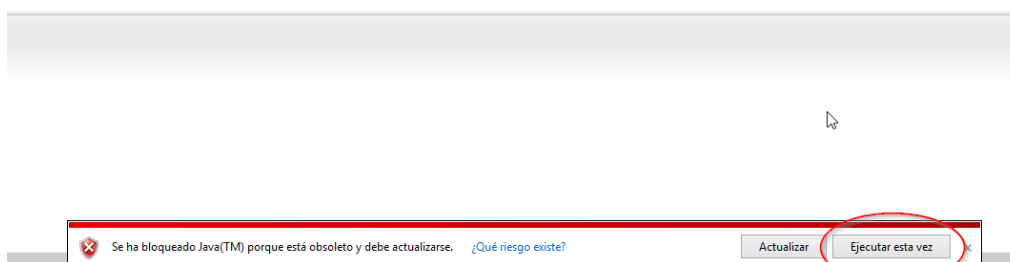 Se ha bloqueado Java(TM) porque está obsoleto y debe actualizarse. ¿Qué riesgo existe? Actualizar Ejecutar esta vez